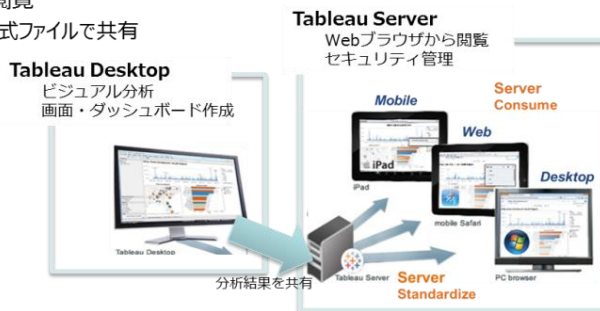 閲覧
式ファイルで共有
Tableau Desktop
ビジュアル分析
画面・ダッシュボード作成
Tableau Desktop
分析結果を共有
Tableau Server
Webブラウザから閲覧
セキュリティ管理
Mobile
Server
Consume
Web
iPad
iPad
Desktop
mobile Safari
Tableau Server
Server
Standardize
PC browser